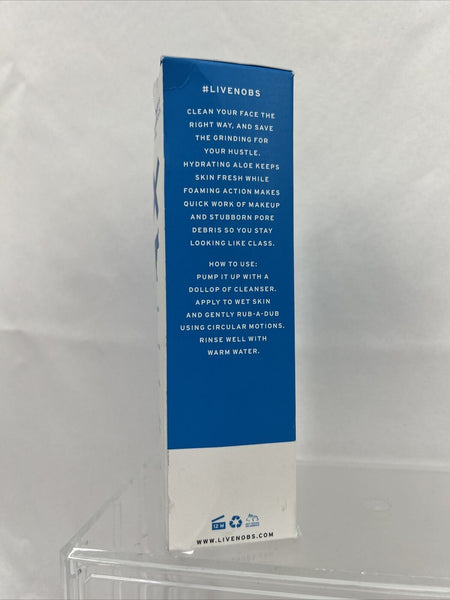 #LIVENOBS
CLEAN YOUR FACE THE
RIGHT WAY, AND SAVE
THE GRINDING FOR
YOUR HUSTLE.
HYDRATING ALOE KEEPS
SKIN FRESH WHILE
FOAMING ACTION MAKES
QUICK WORK OF MAKEUP
AND STUBBORN PORE
DEBRIS SO YOU STAY
LOOKING LIKE CLASS.
HOW TO USE:
PUMP IT UP WITH A
DOLLOP OF CLEANSER.
APPLY TO WET SKIN
AND GENTLY RUB-A-DUB
USING CIRCULAR MOTIONS.
RINSE WELL WITH
WARM WATER.
12 M
WWW.LIVENOBS.COM